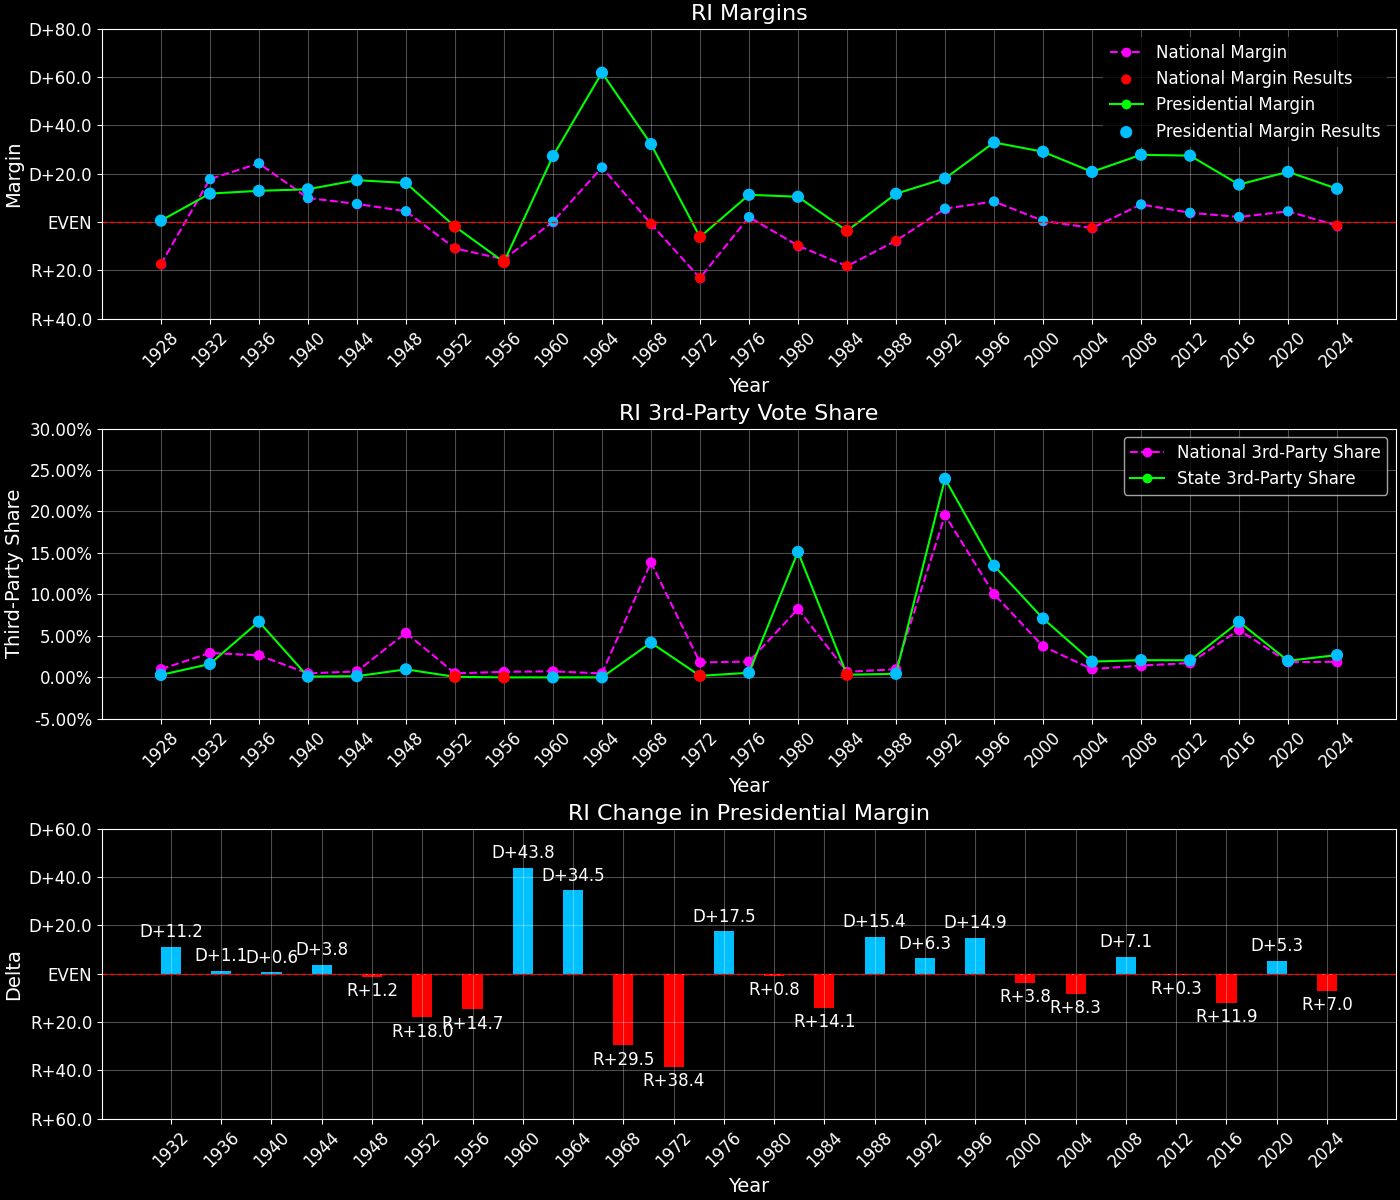 RI Margins
D+80.0
D+60.0
D+40.0
D+20.0
EVEN
R+20.0
R+40.0
Margin
National Margin
National Margin Results
Presidential Margin
Presidential Margin Results
1928 1932 1936 1940 1944 1948 1952 1956 1960 1964 1968 1972 1976 1980 1984 1988 1992 1996 2000 2004 2008 2012 2016 2020 2024
Year
RI 3rd-Party Vote Share
30.00%
25.00%
20.00%
15.00%
10.00%
5.00%
0.00%
-5.00%
Third-Party Share
National 3rd-Party Share
State 3rd-Party Share
1928 1932 1936 1940 1944 1948 1952 1956 1960 1964 1968 1972 1976 1980 1984 1988 1992 1996 2000 2004 2008 2012 2016 2020 2024
Year
RI Change in Presidential Margin
D+60.0
D+40.0
D+20.0
EVEN
R+20.0
R+40.0
R+60.0
Delta
D+11.2 D+1.1 D+0.6 D+3.8 R+1.2 R+18.0 R+14.7 D+43.8 D+34.5 R+29.5 R+38.4 D+17.5 R+0.8 R+14.1 D+15.4 D+6.3 D+14.9 R+3.8 R+8.3 D+7.1 R+0.3 R+11.9 D+5.3 R+7.0
1932 1936 1940 1944 1948 1952 1956 1960 1964 1968 1972 1976 1980 1984 1988 1992 1996 2000 2004 2008 2012 2016 2020 2024
Year